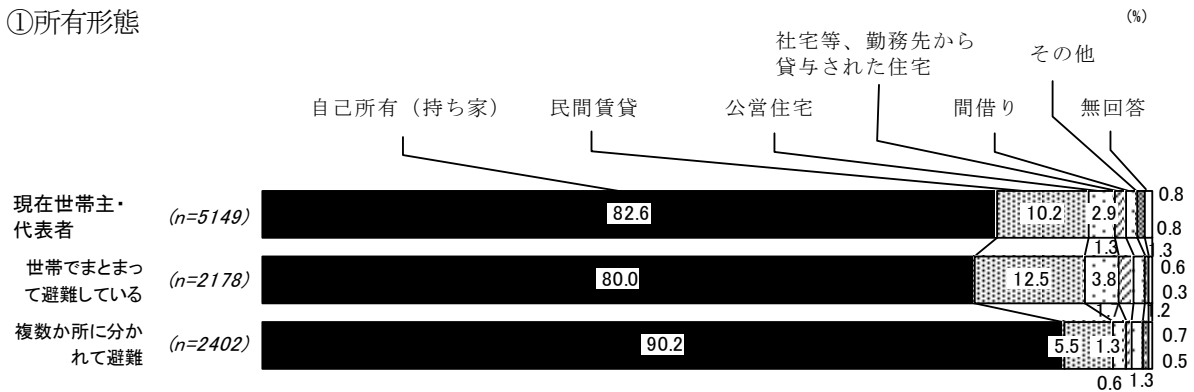 ①所有形態
(%)
社宅等、勤務先から
貸与された住宅
その他
自己所有（持ち家）
民間賃貸
公営住宅
間借り
無回答
現在世帯主・
代表者
(n=5149)
82.6
10.2
2.9
1.3
1.3
0.8
0.8
世帯でまとまっ
て避難している
(n=2178)
80.0
12.5
3.8
1.2
0.6
0.3
複数か所に分か
れて避難
(n=2402)
90.2
5.5
1.3
0.6
1.3
0.7
0.5